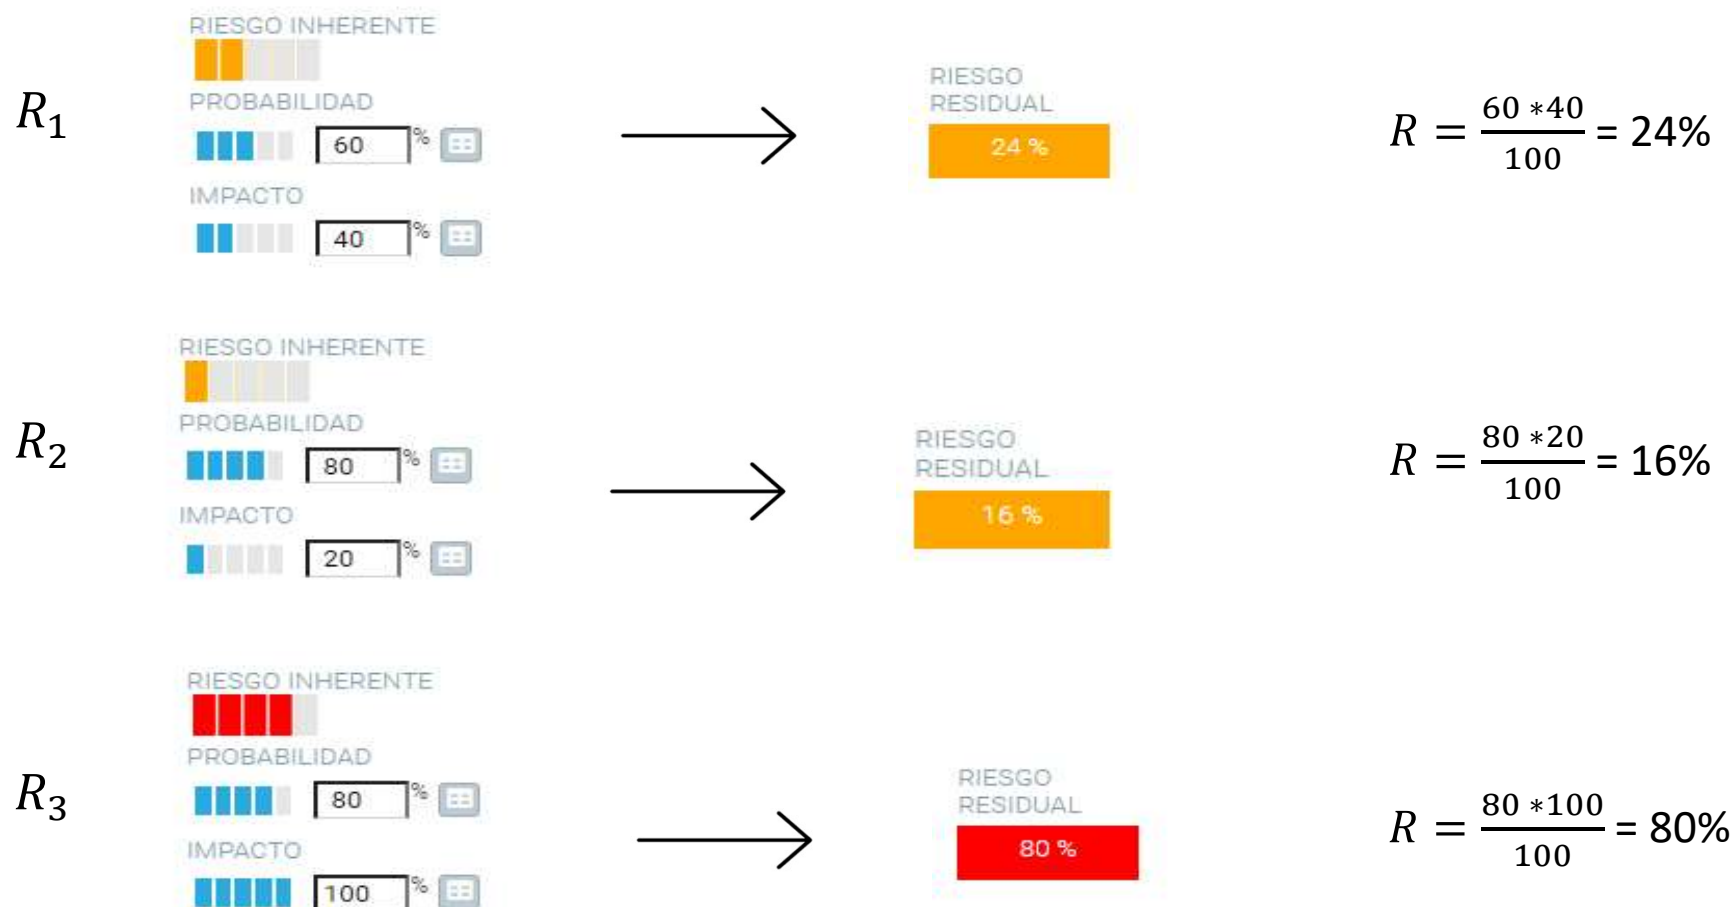 R₁
RIESGO INHERENTE
PROBABILIDAD
60 %
IMPACTO
40 %
RIESGO
RESIDUAL
24 %
R = 60 *40 / 100 = 24%
R₂
RIESGO INHERENTE
PROBABILIDAD
80 %
IMPACTO
20 %
RIESGO
RESIDUAL
16 %
R = 80 *20 / 100 = 16%
R₃
RIESGO INHERENTE
PROBABILIDAD
80 %
IMPACTO
100 %
RIESGO
RESIDUAL
80 %
R = 80 *100 / 100 = 80%